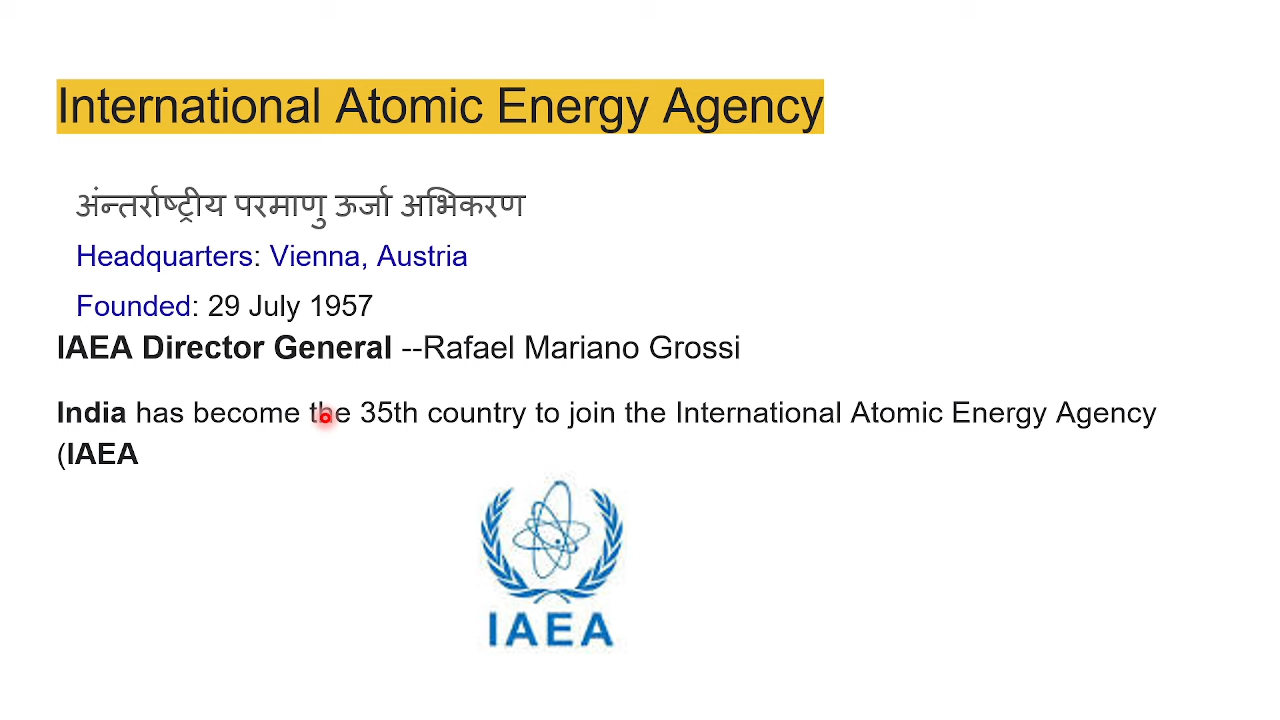 International Atomic Energy Agency
अंन्तर्राष्ट्रीय परमाणु ऊर्जा अभिकरण
Headquarters: Vienna, Austria
Founded: 29 July 1957
IAEA Director General --Rafael Mariano Grossi
India has become the 35th country to join the International Atomic Energy Agency
(IAEA
IAEA